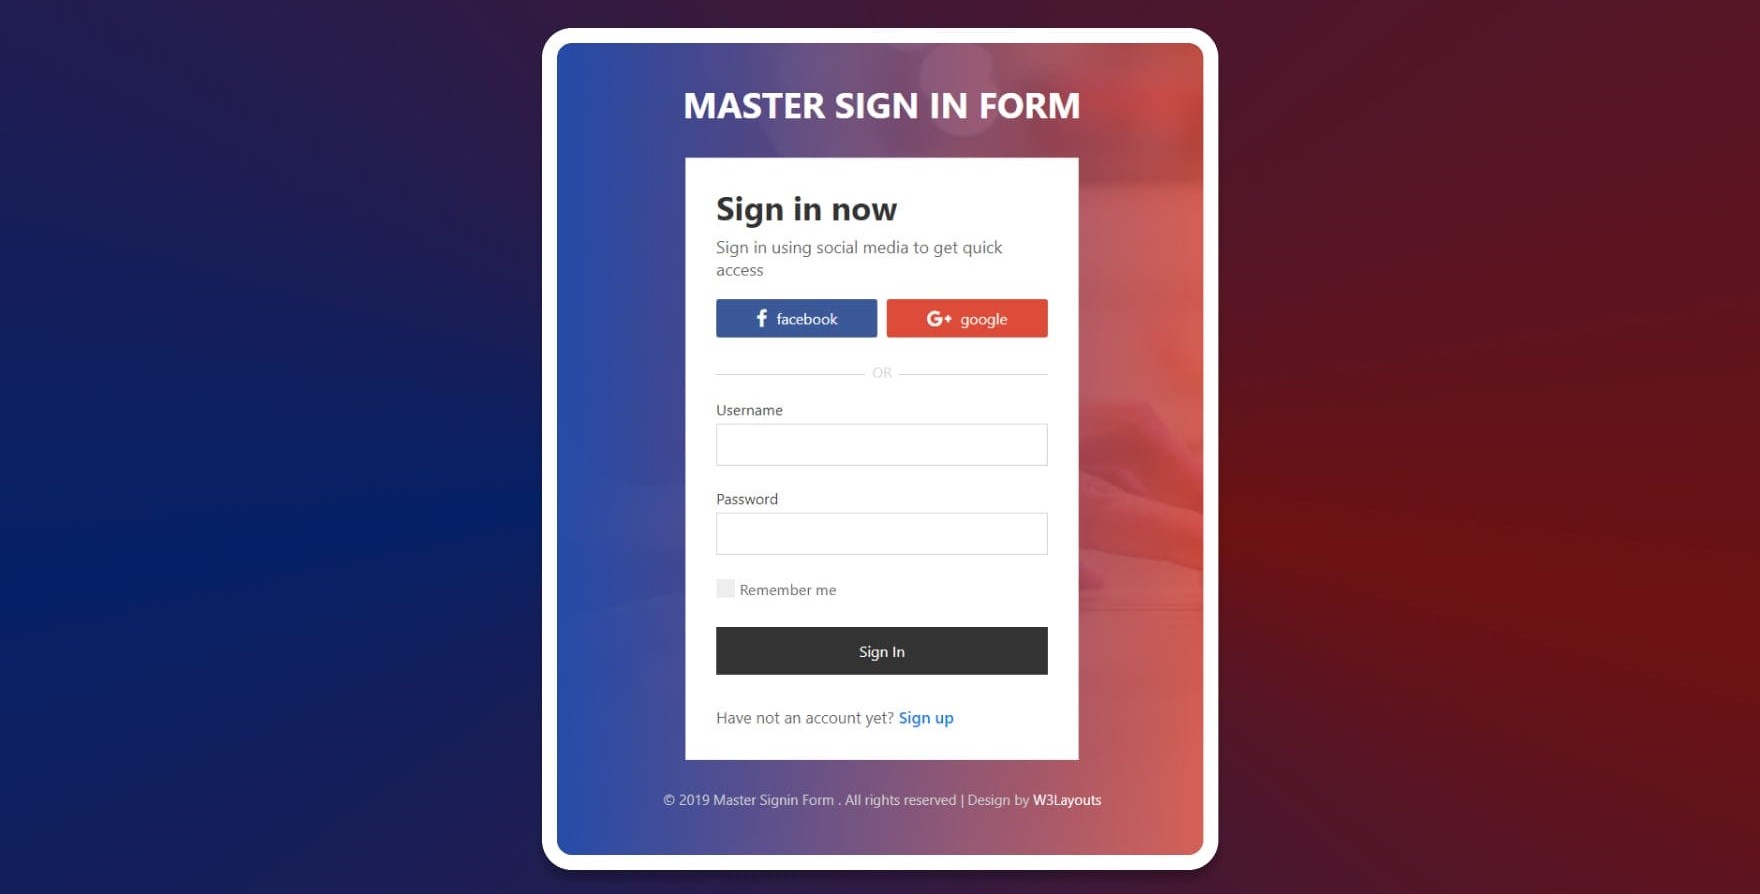 MASTER SIGN IN FORM
Sign in now
Sign in using social media to get quick
access
facebook
G+ google
OR
Username
Password
Remember me
Sign In
Have not an account yet? Sign up
© 2019 Master Signin Form . All rights reserved | Design by W3Layouts